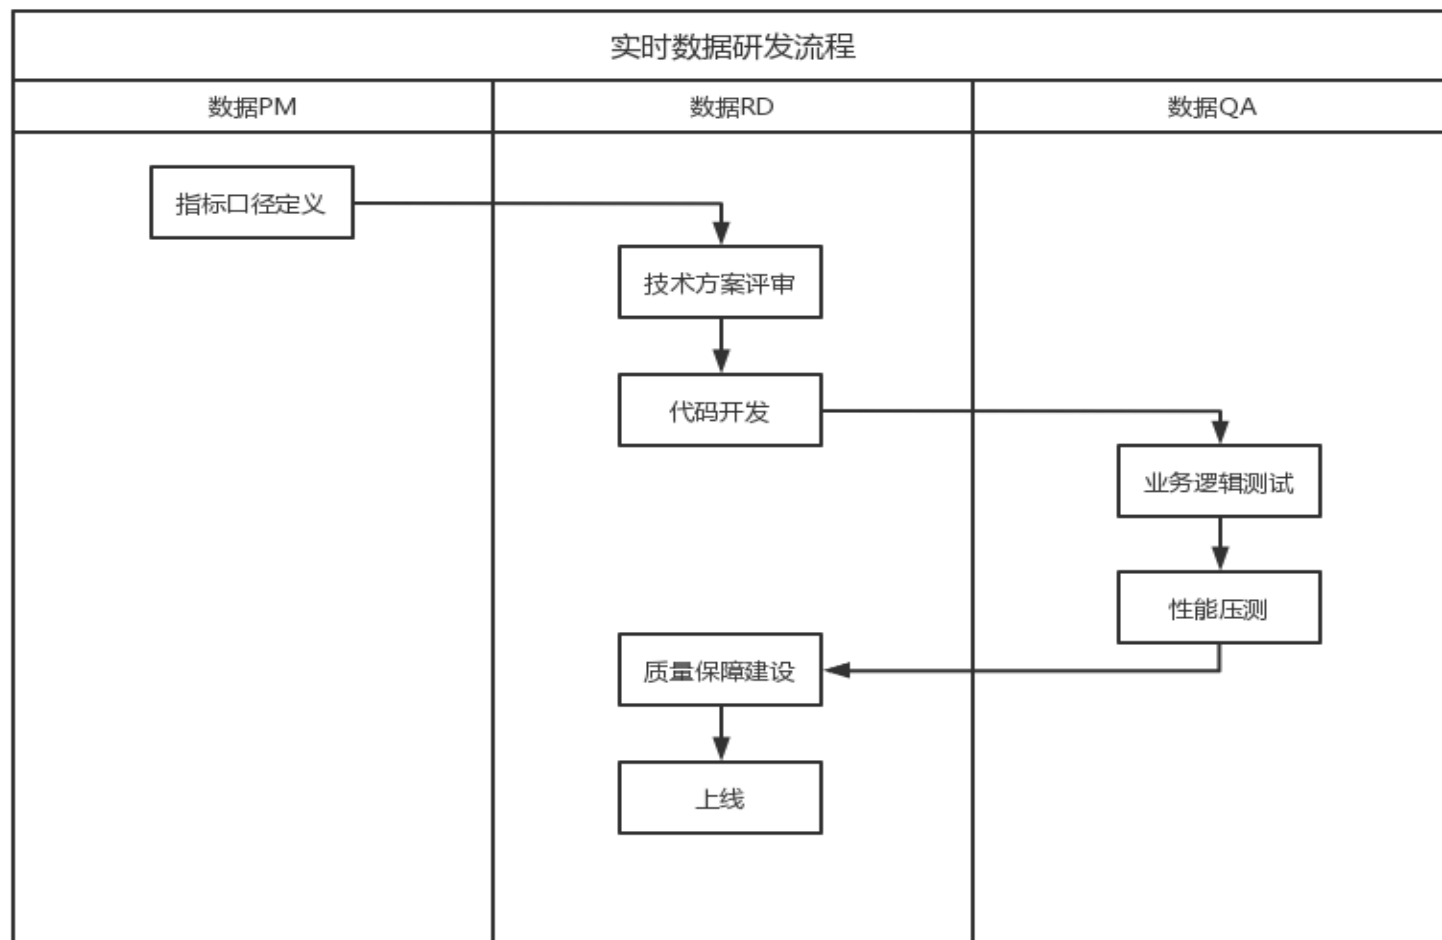 实时数据研发流程
数据PM
数据RD
数据QA
指标口径定义
技术方案评审
代码开发
业务逻辑测试
性能压测
质量保障建设
上线